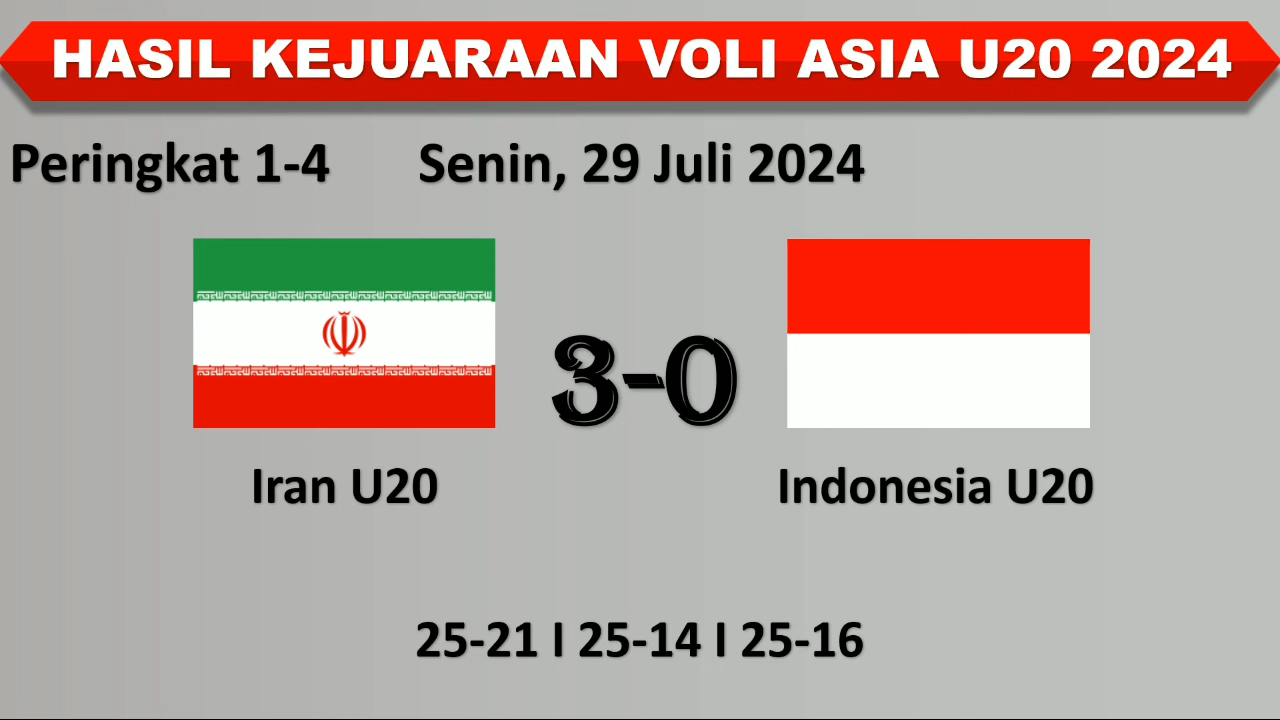 HASIL KEJUARAAN VOLI ASIA U20 2024
Peringkat 1-4 Senin, 29 Juli 2024
3-0
Iran U20 Indonesia U20
25-21 I 25-14 I 25-16